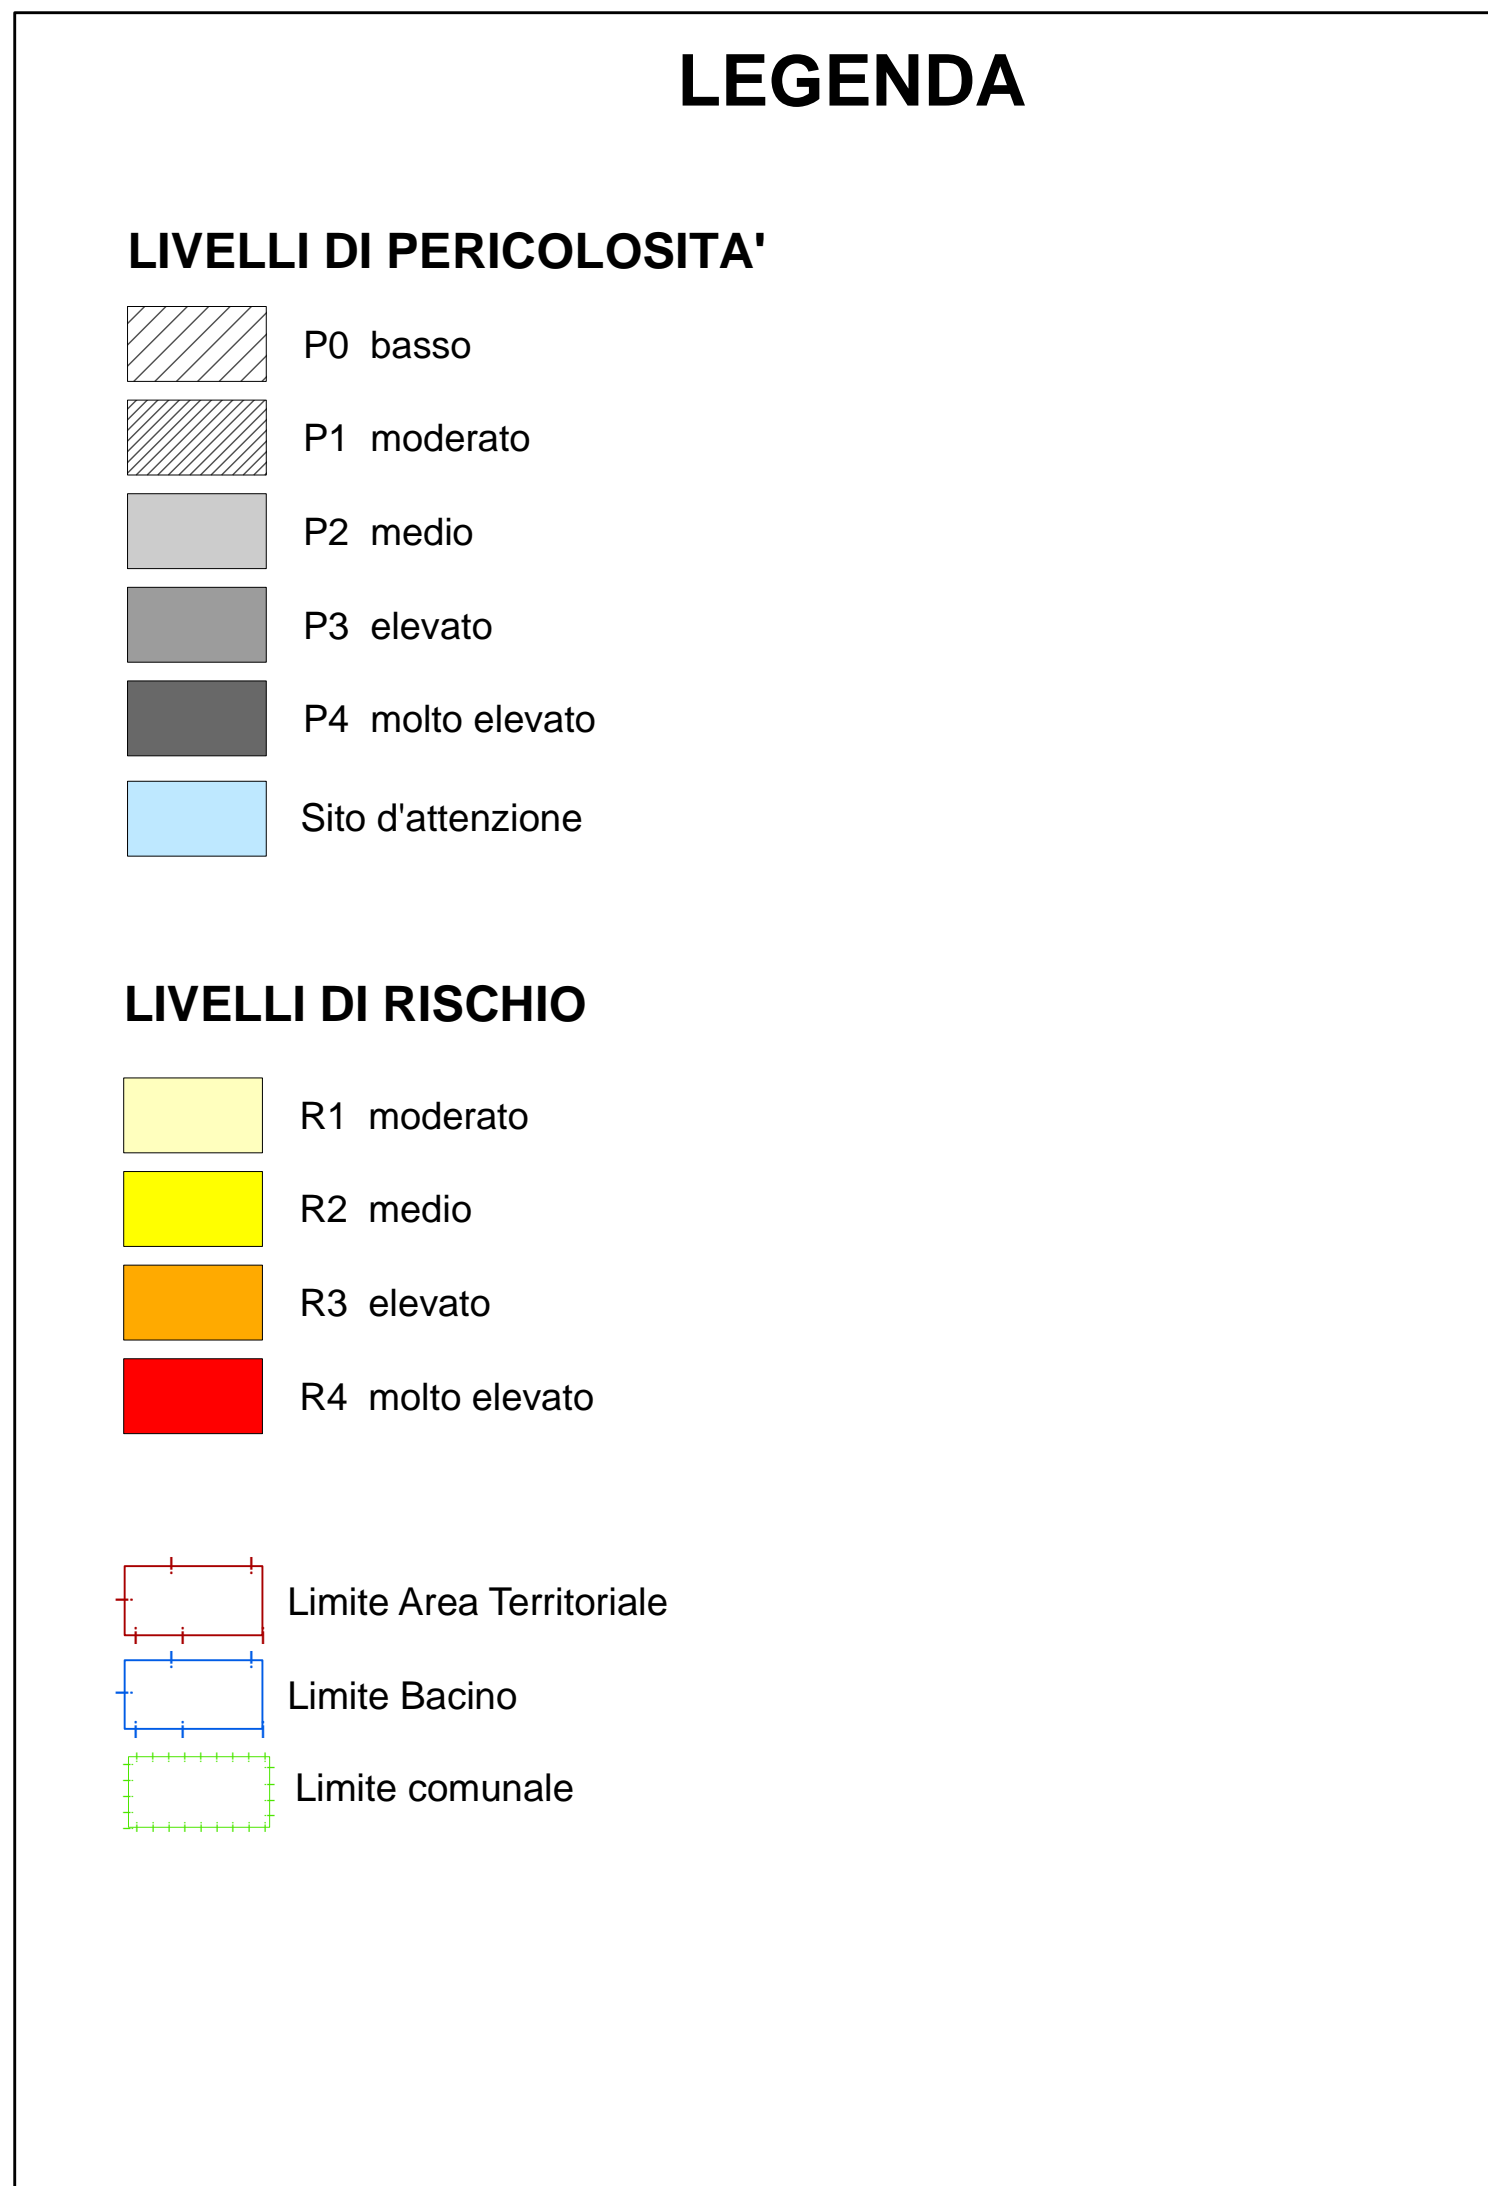 LEGENDA
LIVELLI DI PERICOLOSITA'
P0 basso
P1 moderato
P2 medio
P3 elevato
P4 molto elevato
Sito d'attenzione
LIVELLI DI RISCHIO
R1 moderato
R2 medio
R3 elevato
R4 molto elevato
Limite Area Territoriale
Limite Bacino
Limite comunale